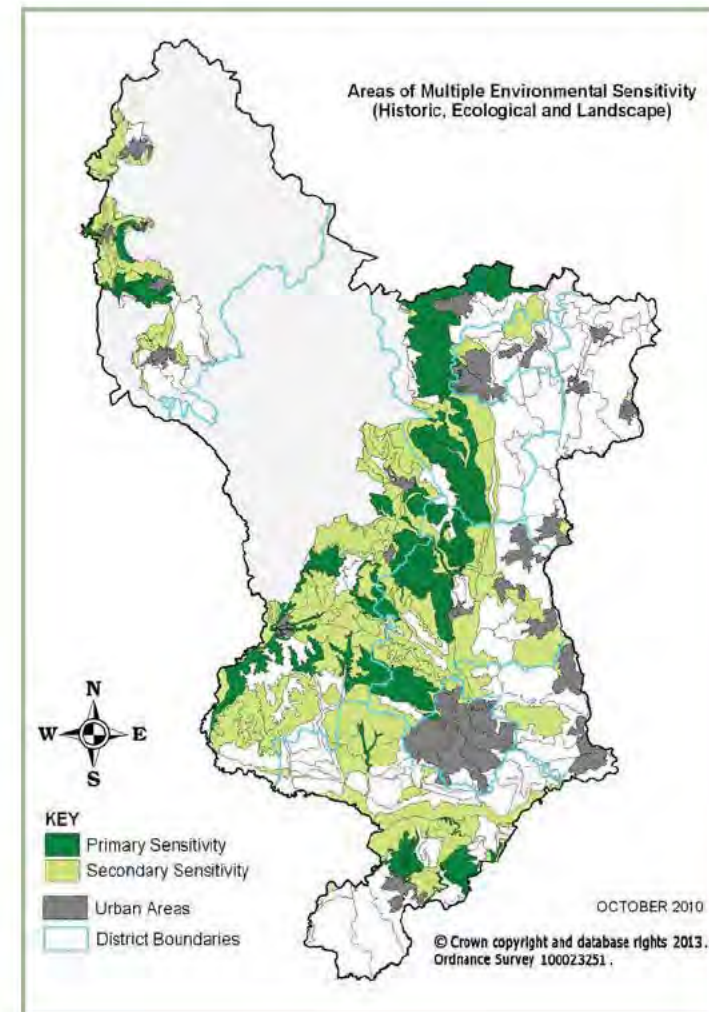 Areas of Multiple Environmental Sensitivity
(Historic, Ecological and Landscape)
N
W E
S
KEY
Primary Sensitivity
Secondary Sensitivity
Urban Areas
District Boundaries
OCTOBER 2010
© Crown copyright and database rights 2013.
Ordnance Survey 100023251.